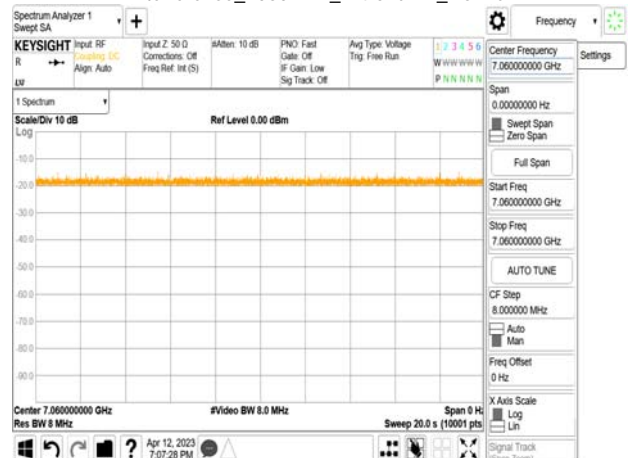 Spectrum Analyzer 1
Swept SA
+
Frequency
KEYSIGHT
R
Input: RF
Coupling: DC
Align: Auto
Input Z: 50 Ω
Corrections: Off
Freq Ref: Int (S)
#Atten: 10 dB
PNO: Fast
Gate: Off
IF Gain: Low
Sig Track: Off
Avg Type: Voltage
Trig: Free Run
1 2 3 4 5 6
W W W W W W
P N N N N N
Center Frequency
7.060000000 GHz
Settings
Span
0.00000000 Hz
Swept Span
Zero Span
Full Span
Start Freq
7.060000000 GHz
Stop Freq
7.060000000 GHz
AUTO TUNE
CF Step
8.000000 MHz
Auto
Man
Freq Offset
0 Hz
X Axis Scale
Log
Lin
Signal Track
1 Spectrum
Scale/Div 10 dB
Ref Level 0.00 dBm
Log
-10.0
-20.0
-30.0
-40.0
-50.0
-60.0
-70.0
-80.0
-90.0
Center 7.060000000 GHz
#Video BW 8.0 MHz
Span 0 Hz
Res BW 8 MHz
Sweep 20.0 s (10001 pts
?
Apr 12, 2023
7:07:28 PM